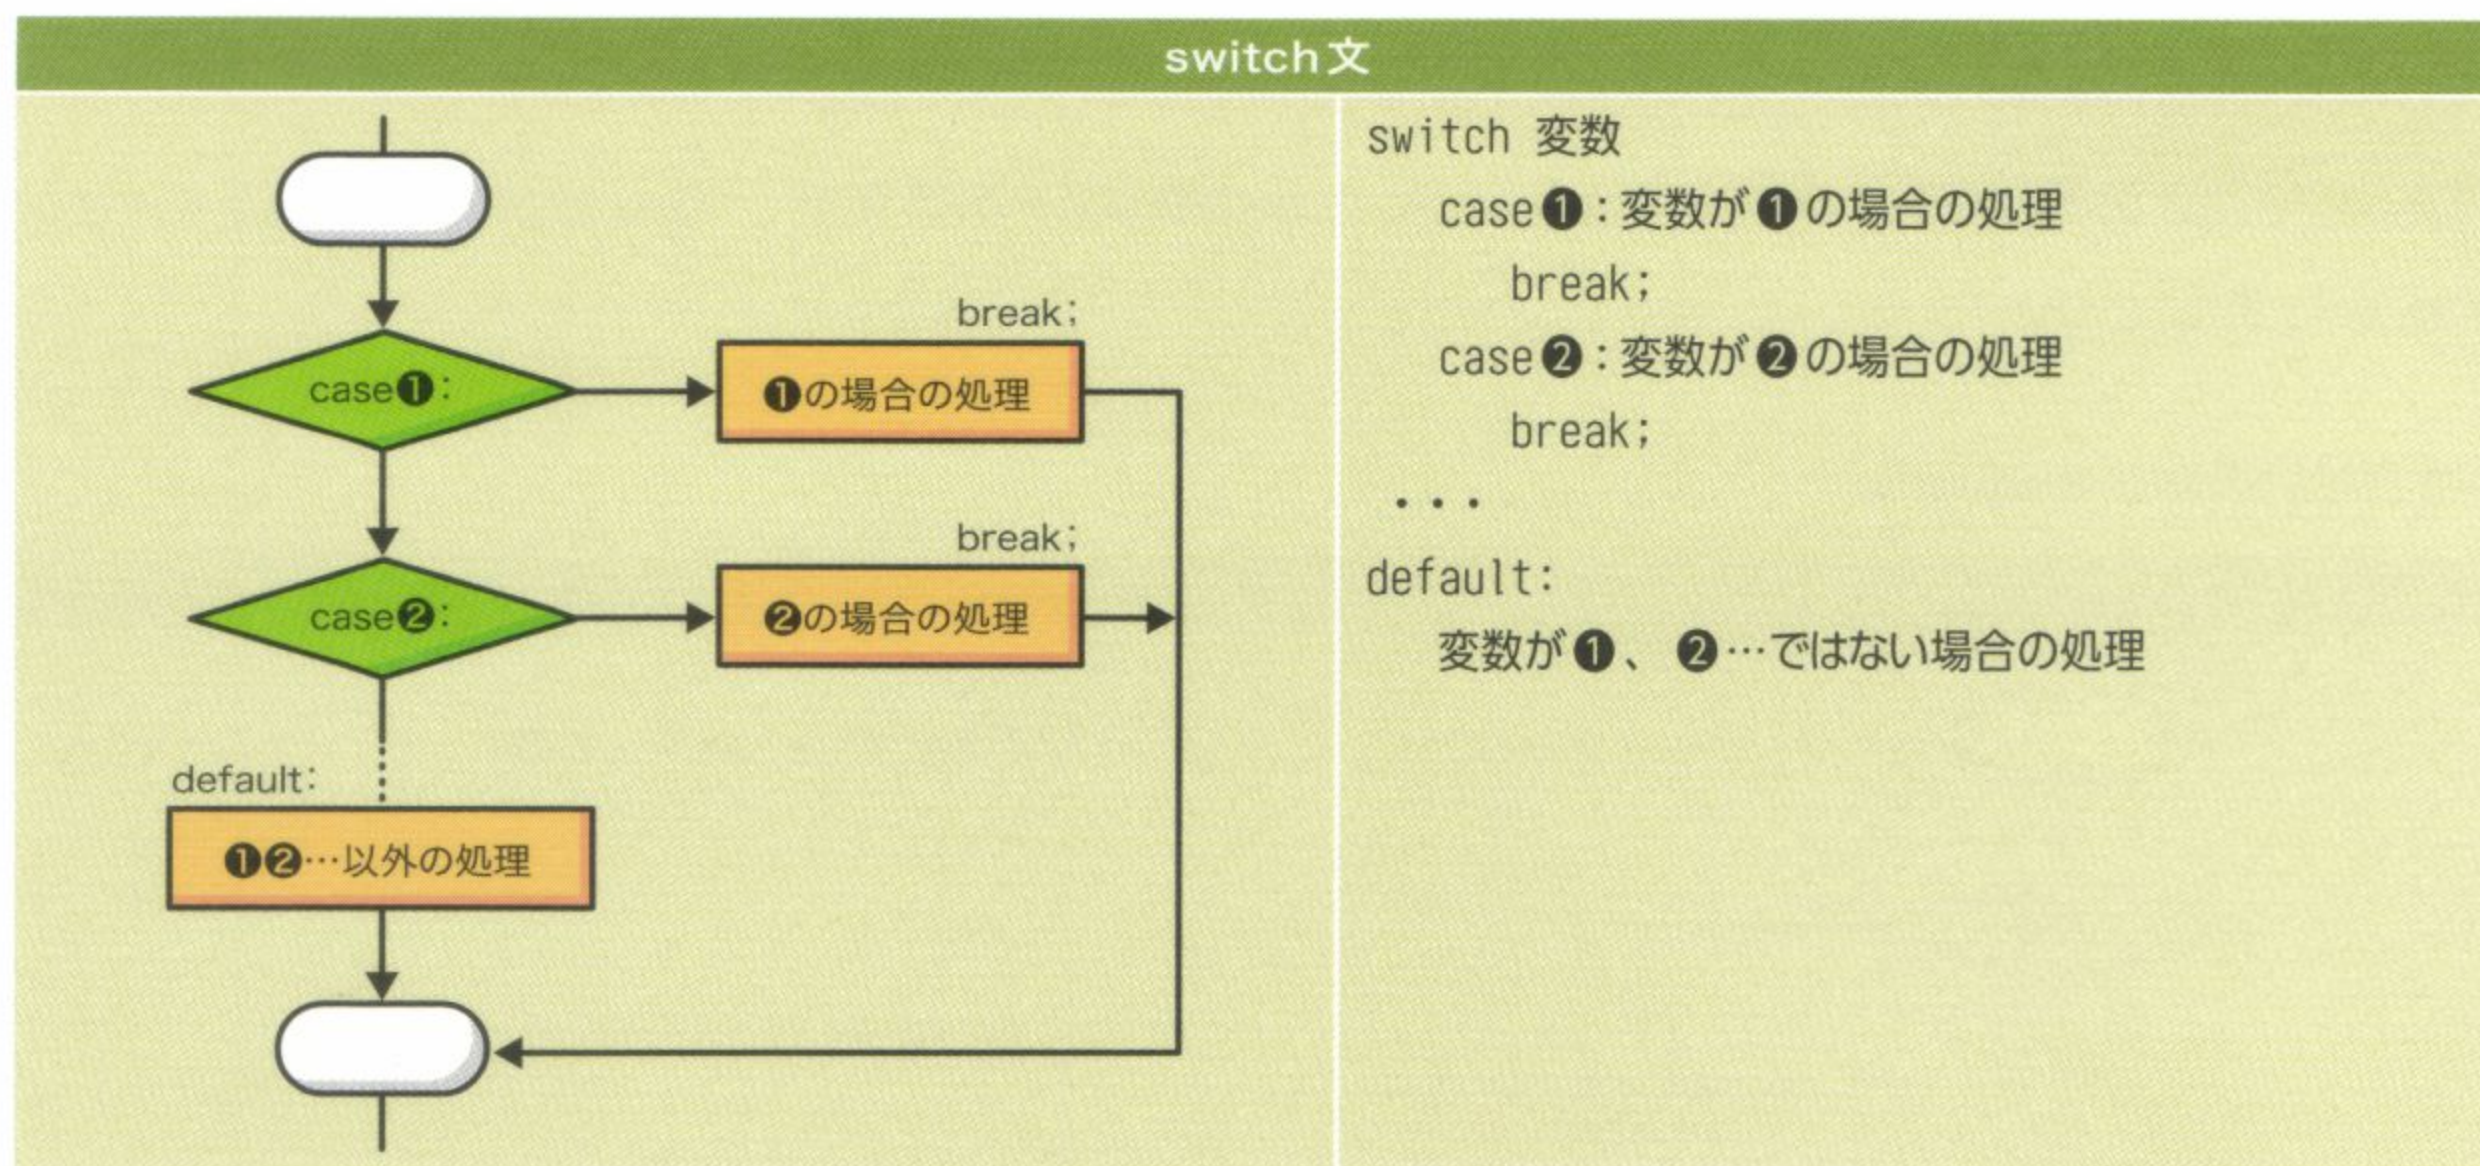 switch文
break;
case❶:
❶の場合の処理
break;
case❷:
❷の場合の処理
default:
❶❷…以外の処理
switch 変数
case❶:変数が❶の場合の処理
break;
case❷:変数が❷の場合の処理
break;
・・・
default:
変数が❶、❷…ではない場合の処理